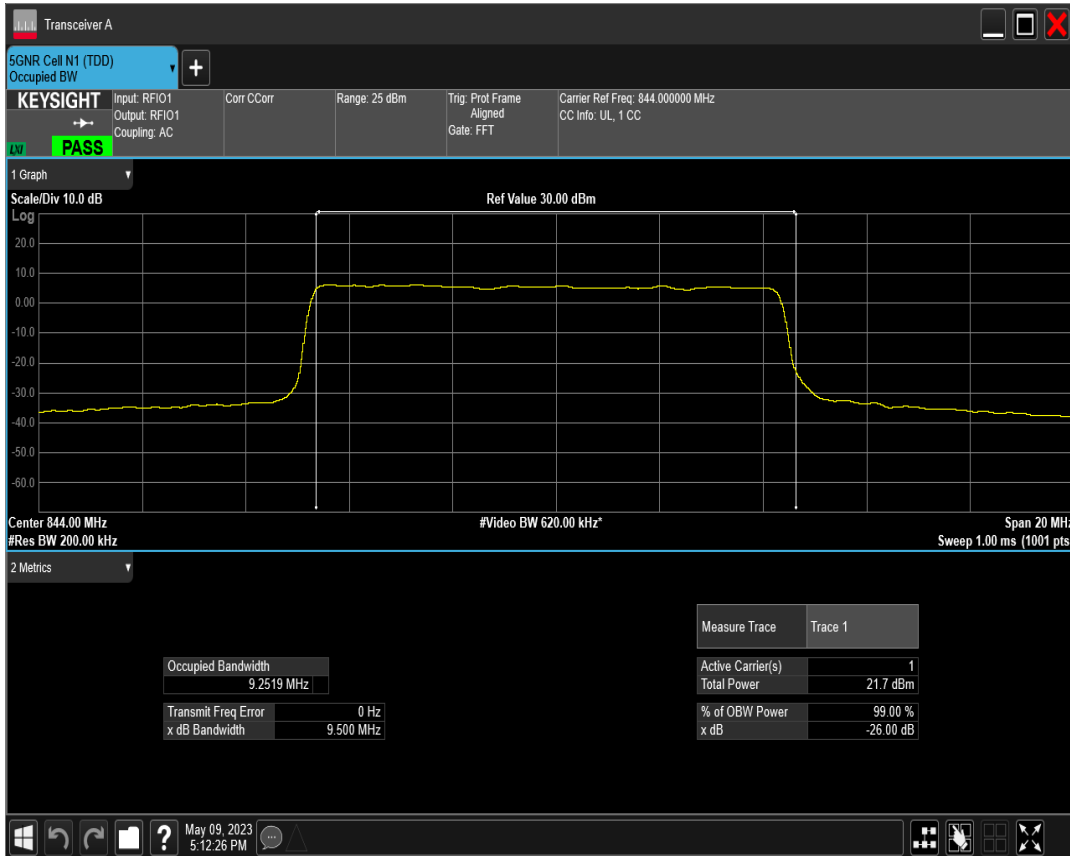 Transceiver A
5GNR Cell N1 (TDD)
Occupied BW
+
KEYSIGHT
LXI
PASS
Input: RFIO1
Output: RFIO1
Coupling: AC
Corr CCorr
Range: 25 dBm
Trig: Prot Frame
Aligned
Gate: FFT
Carrier Ref Freq: 844.000000 MHz
CC Info: UL, 1 CC
1 Graph
Scale/Div 10.0 dB
Ref Value 30.00 dBm
Log
20.0
10.0
0.00
-10.0
-20.0
-30.0
-40.0
-50.0
-60.0
Center 844.00 MHz
#Video BW 620.00 kHz*
Span 20 MHz
#Res BW 200.00 kHz
Sweep 1.00 ms (1001 pts
2 Metrics
Measure Trace Trace 1
Occupied Bandwidth
9.2519 MHz
Active Carrier(s) 1
Total Power 21.7 dBm
Transmit Freq Error 0 Hz
x dB Bandwidth 9.500 MHz
% of OBW Power 99.00 %
x dB -26.00 dB
?
May 09, 2023
5:12:26 PM